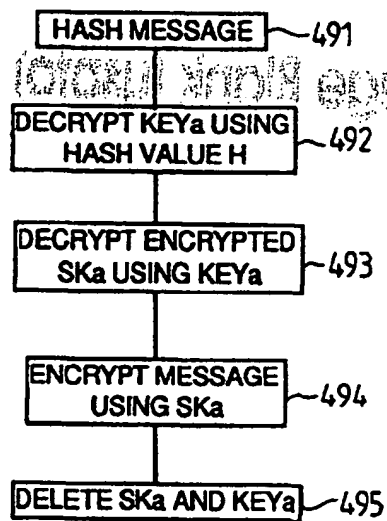 HASH MESSAGE
491
DECRYPT KEYa USING
HASH VALUE H
492
DECRYPT ENCRYPTED
SKa USING KEYa
493
ENCRYPT MESSAGE
USING SKa
494
DELETE SKa AND KEYa
495